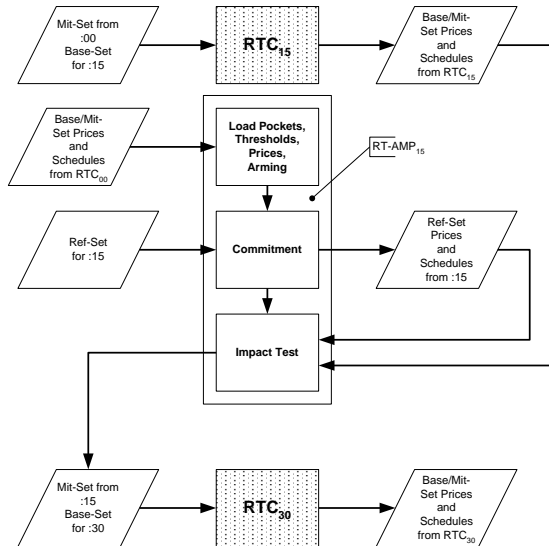 Mit-Set from
:00
Base-Set
for :15
RTC15
Base/Mit-
Set Prices
and
Schedules
from RTC15
Base/Mit-
Set Prices
and
Schedules
from RTC00
Load Pockets,
Thresholds,
Prices,
Arming
RT-AMP15
Ref-Set
for :15
Commitment
Ref-Set
Prices
and
Schedules
from :15
Impact Test
Mit-Set from
:15
Base-Set
for :30
RTC30
Base/Mit-
Set Prices
and
Schedules
from RTC30